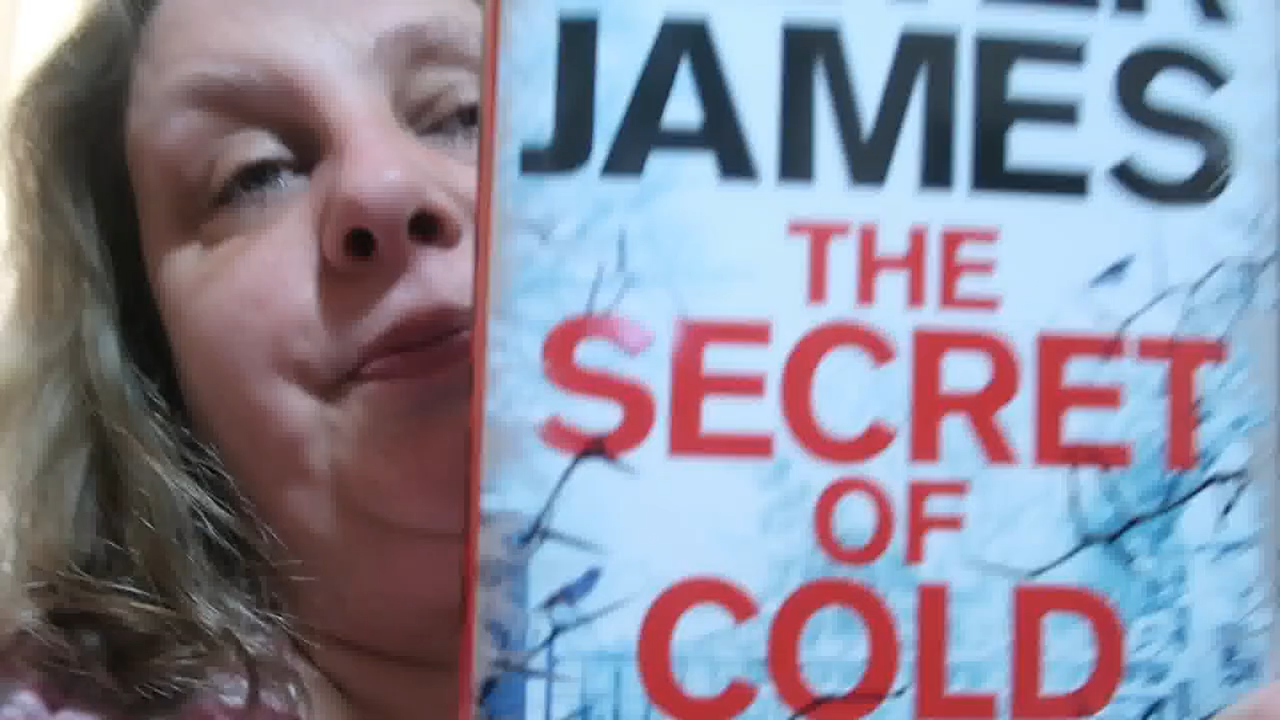 JAMES
THE
SECRET
OF
COLD